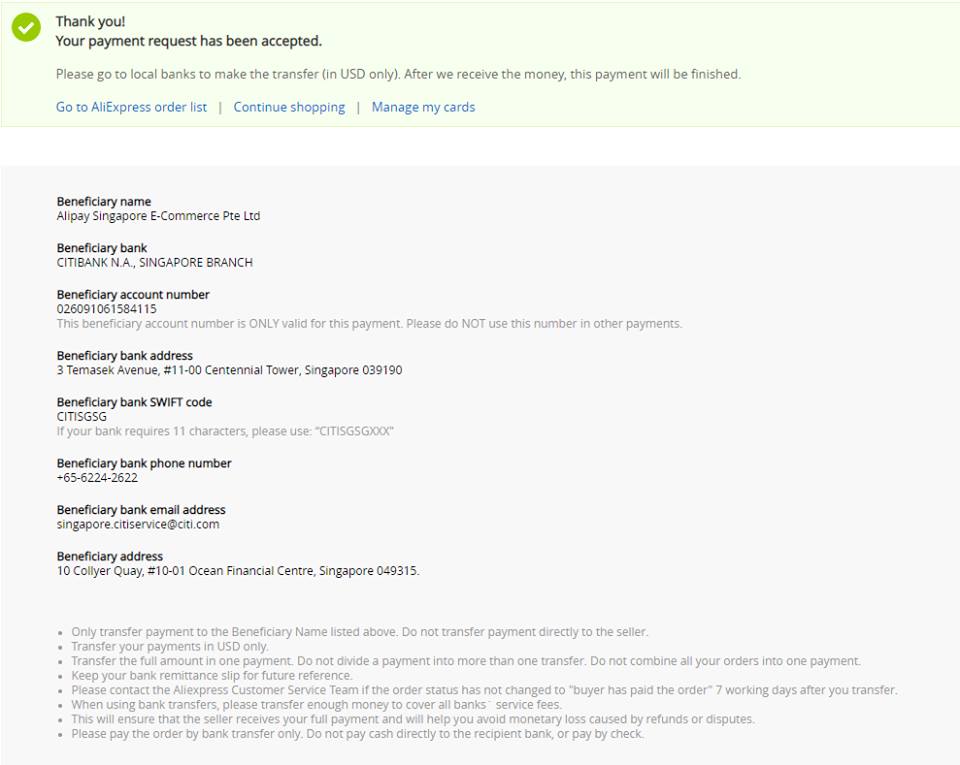 Thank you!
Your payment request has been accepted.
Please go to local banks to make the transfer (in USD only). After we receive the money, this payment will be finished.
Go to AliExpress order list | Continue shopping | Manage my cards
Beneficiary name
Alipay Singapore E-Commerce Pte Ltd
Beneficiary bank
CITIBANK N.A., SINGAPORE BRANCH
Beneficiary account number
026091061584115
This beneficiary account number is ONLY valid for this payment. Please do NOT use this number in other payments.
Beneficiary bank address
3 Temasek Avenue, #11-00 Centennial Tower, Singapore 039190
Beneficiary bank SWIFT code
CITISGSG
If your bank requires 11 characters, please use: "CITISGSGXXX"
Beneficiary bank phone number
+65-6224-2622
Beneficiary bank email address
singapore.citiservice@citi.com
Beneficiary address
10 Collyer Quay, #10-01 Ocean Financial Centre, Singapore 049315.
• Only transfer payment to the Beneficiary Name listed above. Do not transfer payment directly to the seller.
• Transfer your payments in USD only.
• Transfer the full amount in one payment. Do not divide a payment into more than one transfer. Do not combine all your orders into one payment.
• Keep your bank remittance slip for future reference.
• Please contact the Aliexpress Customer Service Team if the order status has not changed to "buyer has paid the order" 7 working days after you transfer.
• When using bank transfers, please transfer enough money to cover all banks` service fees.
• This will ensure that the seller receives your full payment and will help you avoid monetary loss caused by refunds or disputes.
• Please pay the order by bank transfer only. Do not pay cash directly to the recipient bank, or pay by check.